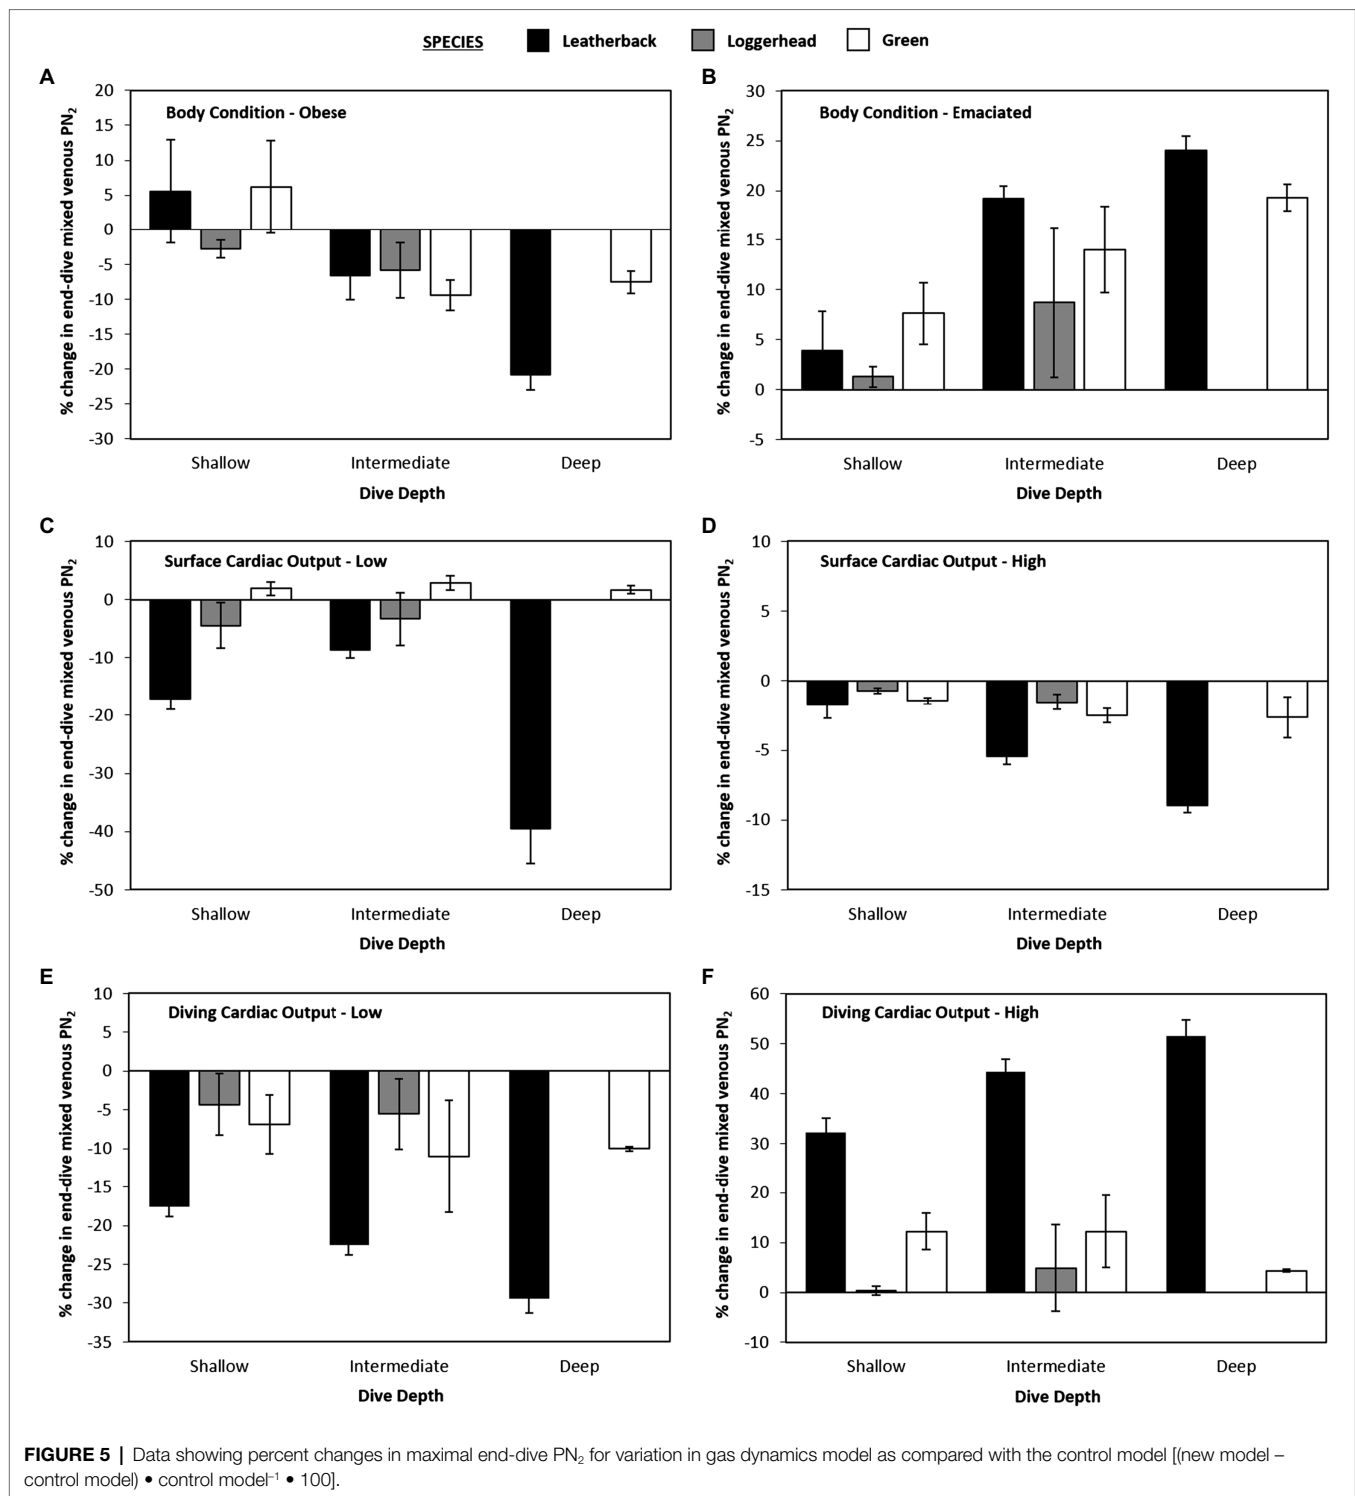 SPECIES Leatherback Loggerhead Green
A
Body Condition - Obese
% change in end-dive mixed venous PN₂
20
15
10
5
0
-5
-10
-15
-20
-25
-30
Shallow Intermediate Deep
Dive Depth
B
Body Condition - Emaciated
% change in end-dive mixed venous PN₂
30
25
20
15
10
5
0
-5
Shallow Intermediate Deep
Dive Depth
C
Surface Cardiac Output - Low
% change in end-dive mixed venous PN₂
10
0
-10
-20
-30
-40
-50
Shallow Intermediate Deep
Dive Depth
D
Surface Cardiac Output - High
% change in end-dive mixed venous PN₂
10
5
0
-5
-10
-15
Shallow Intermediate Deep
Dive Depth
E
Diving Cardiac Output - Low
% change in end-dive mixed venous PN₂
10
5
0
-5
-10
-15
-20
-25
-30
-35
Shallow Intermediate Deep
Dive Depth
F
Diving Cardiac Output - High
% change in end-dive mixed venous PN₂
60
50
40
30
20
10
0
-10
Shallow Intermediate Deep
Dive Depth
FIGURE 5 | Data showing percent changes in maximal end-dive PN₂ for variation in gas dynamics model as compared with the control model [(new model –
control model) • control model⁻¹ • 100].